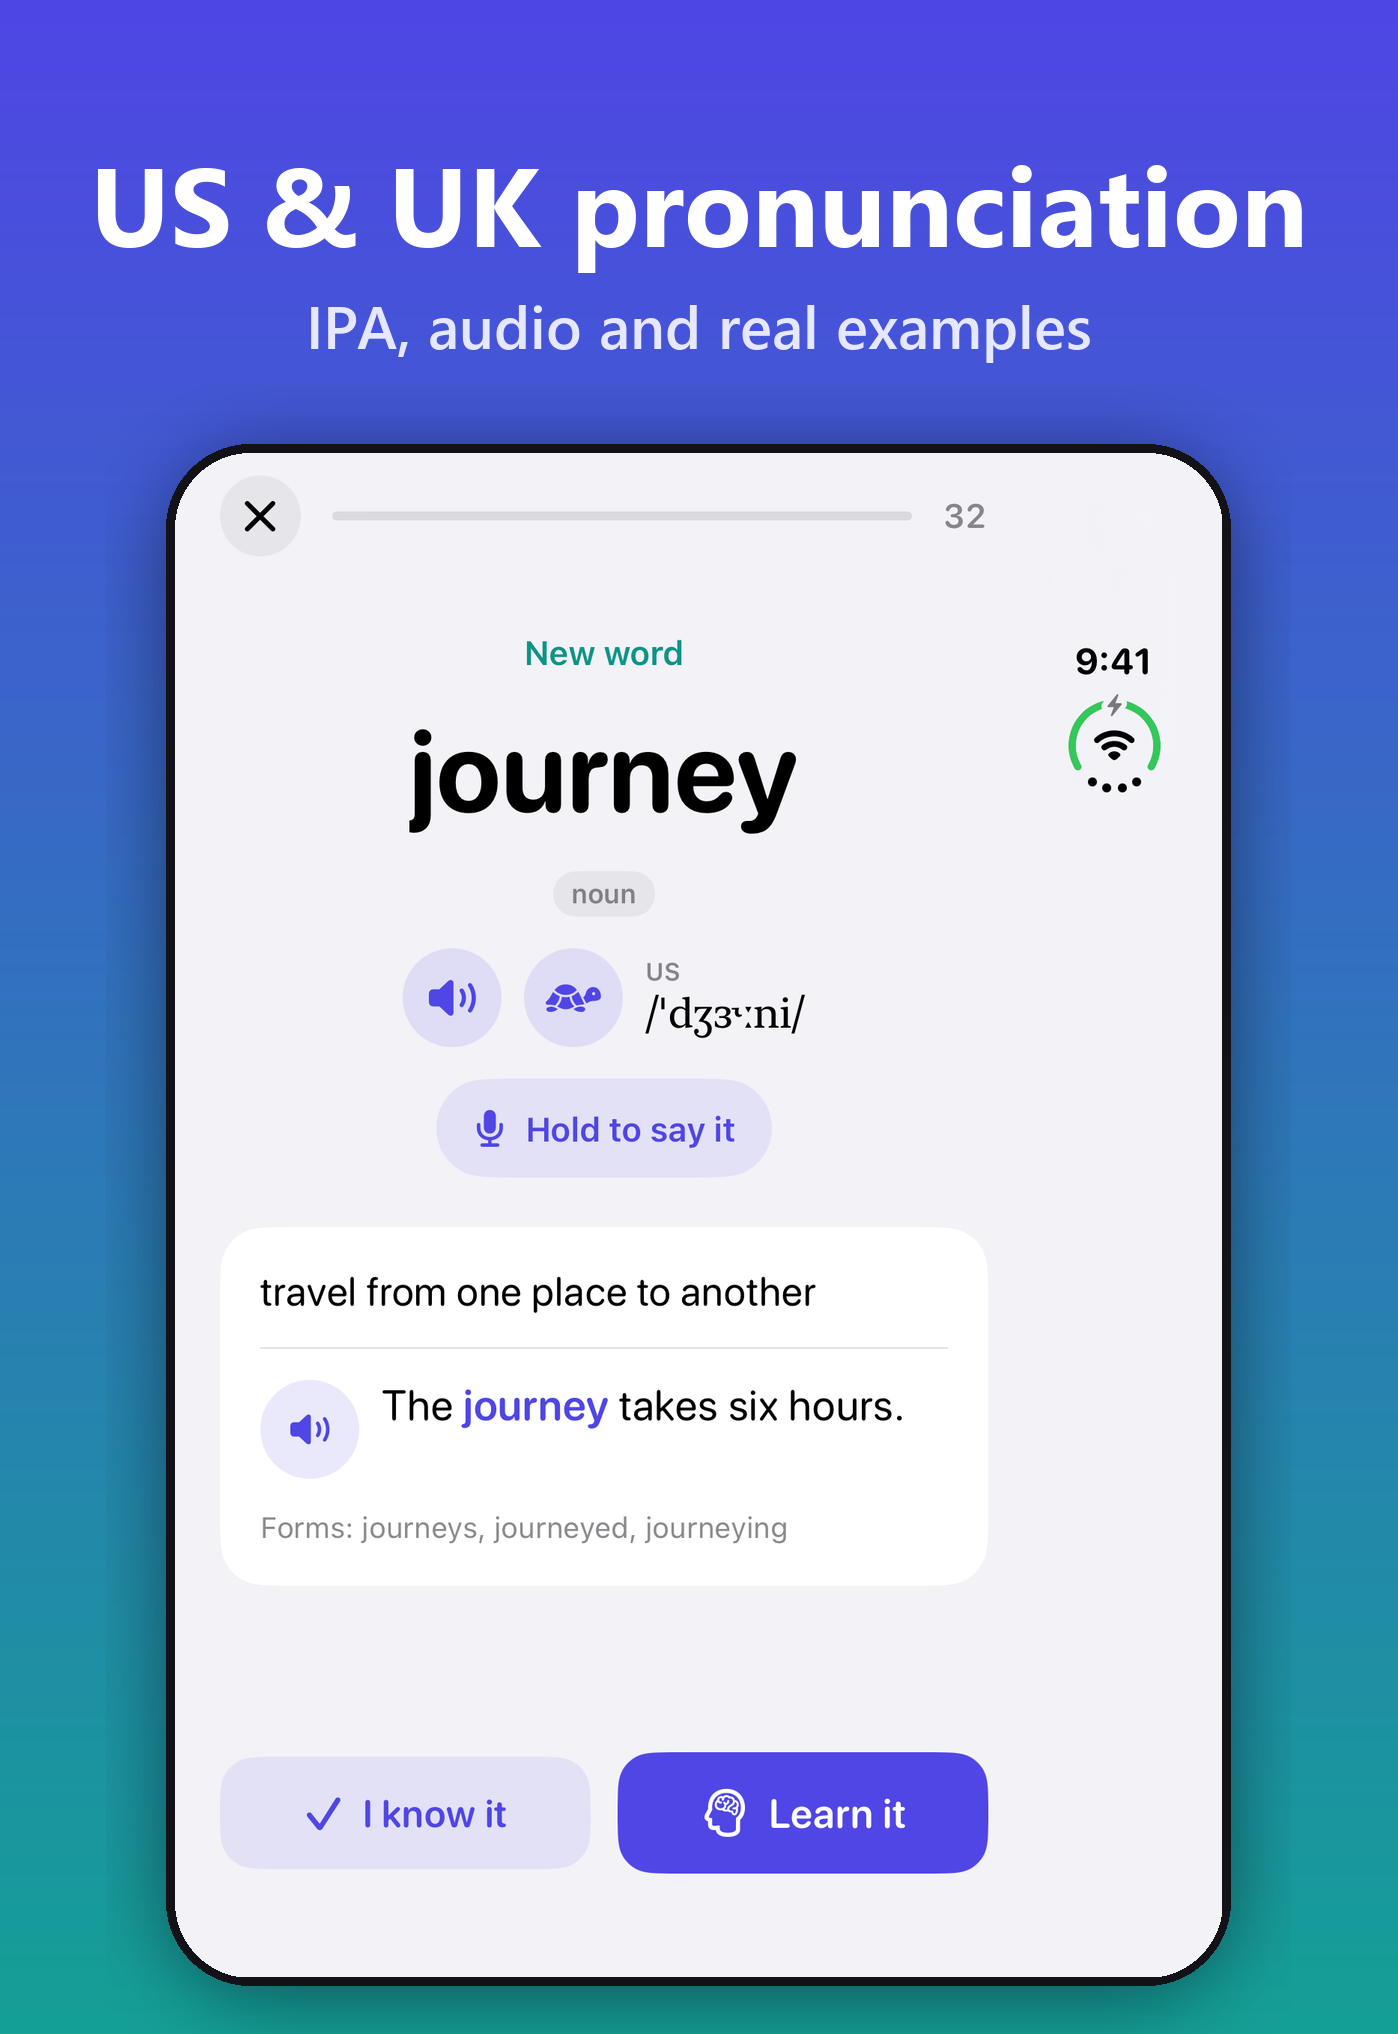 US & UK pronunciation
IPA, audio and real examples
32
New word
9:41
journey
noun
US
/ˈdʒɝːni/
Hold to say it
travel from one place to another
The journey takes six hours.
Forms: journeys, journeyed, journeying
I know it
Learn it